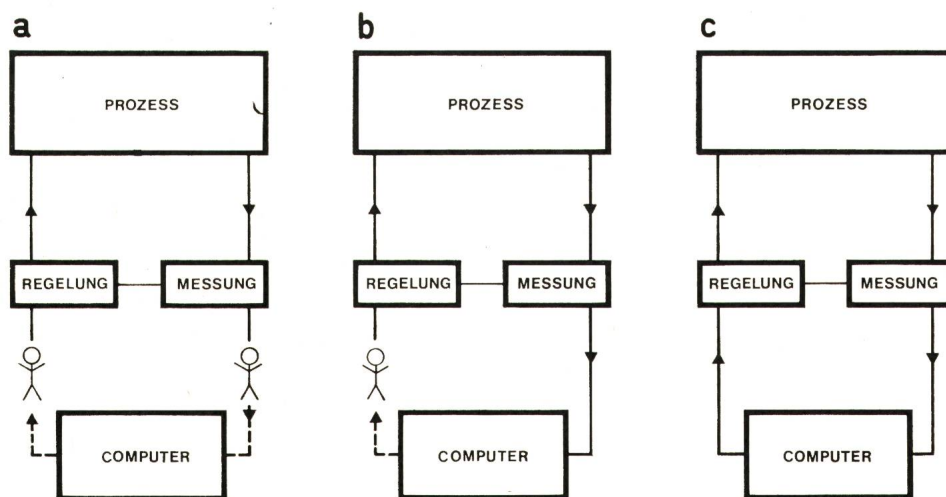 a b c
PROZESS PROZESS PROZESS
REGELUNG MESSUNG REGELUNG MESSUNG REGELUNG MESSUNG
COMPUTER COMPUTER COMPUTER